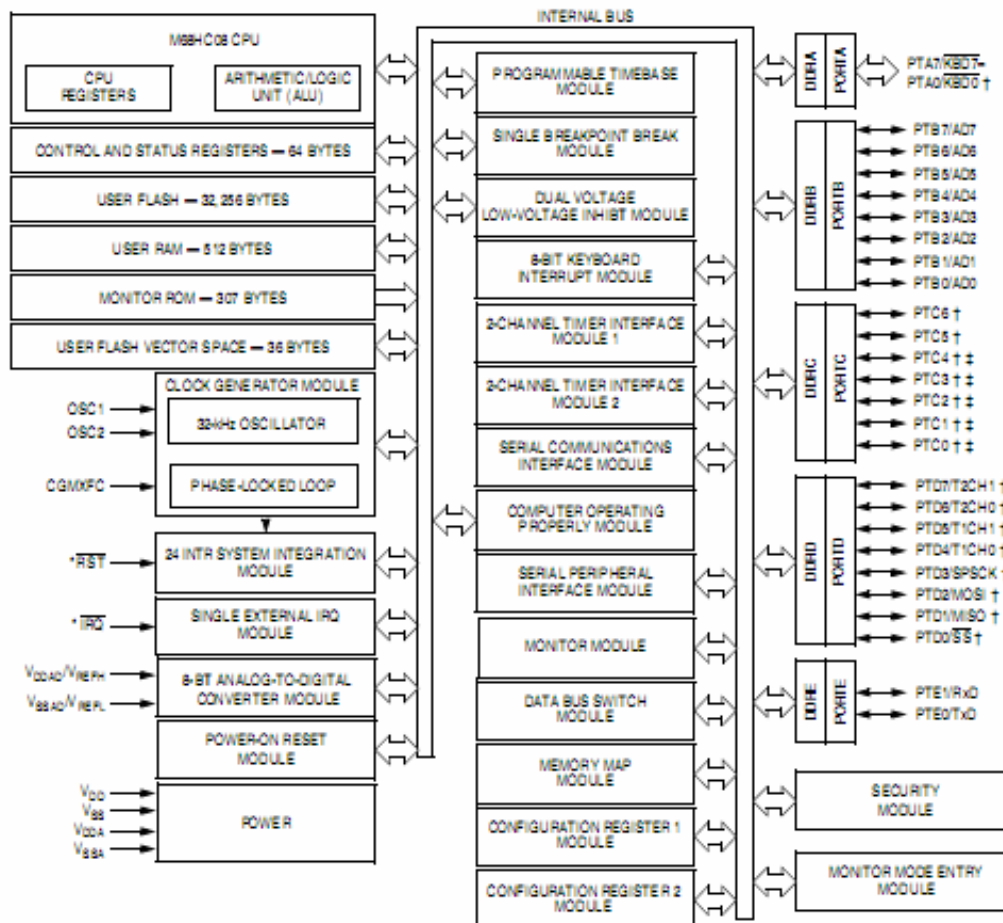 INTERNAL BUS
M68HC08 CPU
CPU
REGISTERS
ARITHMETIC/LOGIC
UNIT (ALU)
CONTROL AND STATUS REGISTERS — 64 BYTES
USER FLASH — 32,256 BYTES
USER RAM — 512 BYTES
MONITOR ROM — 307 BYTES
USER FLASH VECTOR SPACE — 36 BYTES
CLOCK GENERATOR MODULE
OSC1
OSC2
32-kHz OSCILLATOR
CGMXFC
PHASE-LOCKED LOOP
*RST
24 INTR SYSTEM INTEGRATION
MODULE
*IRQ
SINGLE EXTERNAL IRQ
MODULE
VDDAD/VREFH
VSSAD/VREFL
8-BIT ANALOG-TO-DIGITAL
CONVERTER MODULE
POWER-ON RESET
MODULE
VDD
VSS
VDDA
VSSA
POWER
PROGRAMMABLE TIMEBASE
MODULE
SINGLE BREAKPOINT BREAK
MODULE
DUAL VOLTAGE
LOW-VOLTAGE INHIBT MODULE
8-BIT KEYBOARD
INTERRUPT MODULE
2-CHANNEL TIMER INTERFACE
MODULE 1
2-CHANNEL TIMER INTERFACE
MODULE 2
SERIAL COMMUNICATIONS
INTERFACE MODULE
COMPUTER OPERATING
PROPERLY MODULE
SERIAL PERIPHERAL
INTERFACE MODULE
MONITOR MODULE
DATA BUS SWITCH
MODULE
MEMORY MAP
MODULE
CONFIGURATION REGISTER 1
MODULE
CONFIGURATION REGISTER 2
DDRA
PORTA
PTA7/KBD7–
PTA0/KBD0 †
DDRB
PORTB
PTB7/AD7
PTB6/AD6
PTB5/AD5
PTB4/AD4
PTB3/AD3
PTB2/AD2
PTB1/AD1
PTB0/AD0
DDRC
PORTC
PTC6 †
PTC5 †
PTC4 † ‡
PTC3 † ‡
PTC2 † ‡
PTC1 † ‡
PTC0 † ‡
DDRD
PORTD
PTD7/T2CH1 †
PTD6/T2CH0 †
PTD5/T1CH1 †
PTD4/T1CH0 †
PTD3/SPSCK †
PTD2/MOSI †
PTD1/MISO †
PTD0/SS †
DDRE
PORTE
PTE1/RxD
PTE0/TxD
SECURITY
MODULE
MONITOR MODE ENTRY
MODULE